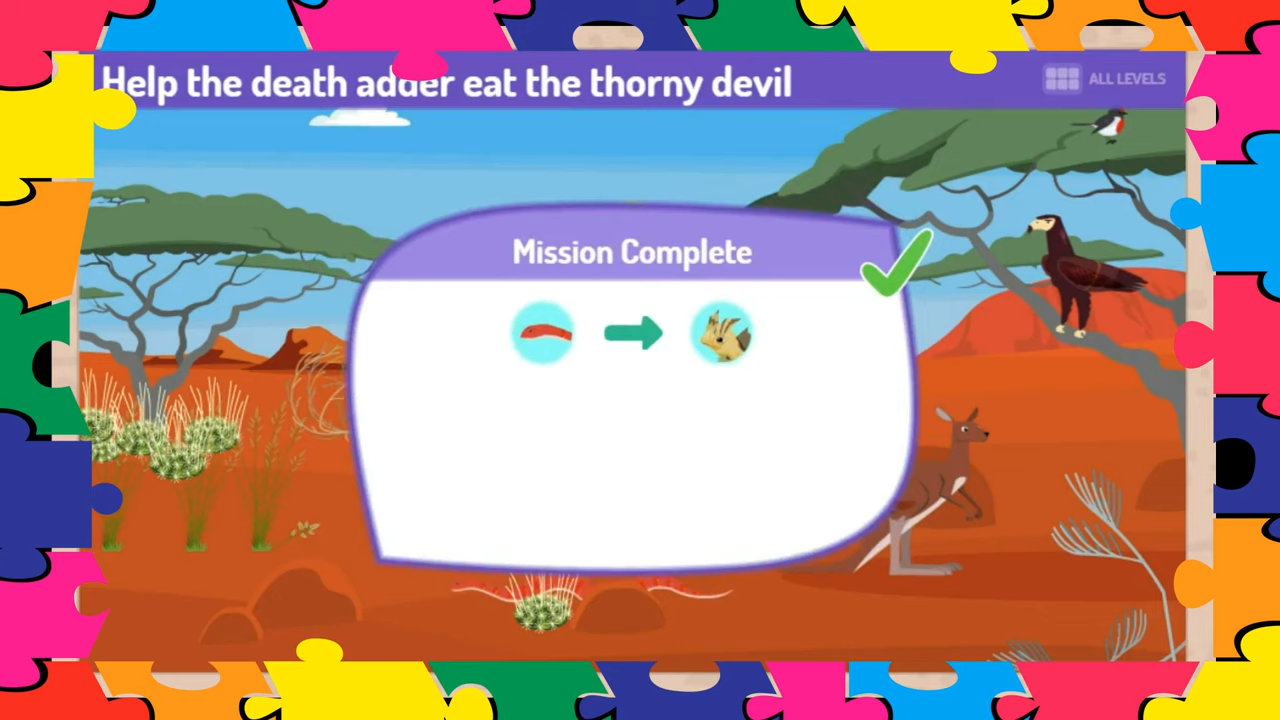 Help the death adder eat the thorny devil
ALL LEVELS
Mission Complete